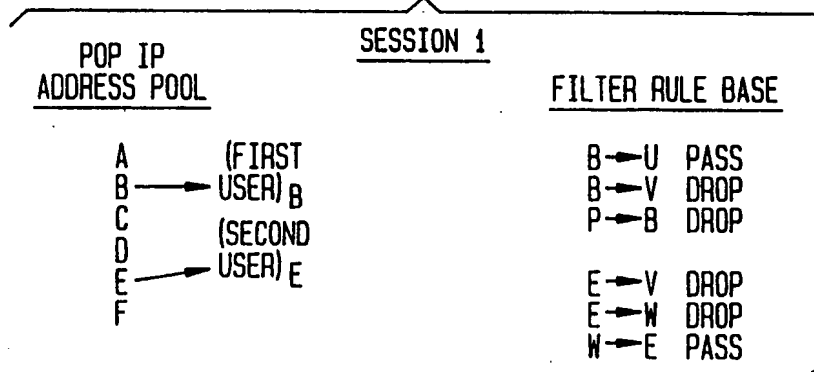 SESSION 1
POP IP
ADDRESS POOL
A
B → (FIRST USER) B
C
D
E → (SECOND USER) E
F
FILTER RULE BASE
B→U PASS
B→V DROP
P→B DROP
E→V DROP
E→W DROP
W→E PASS